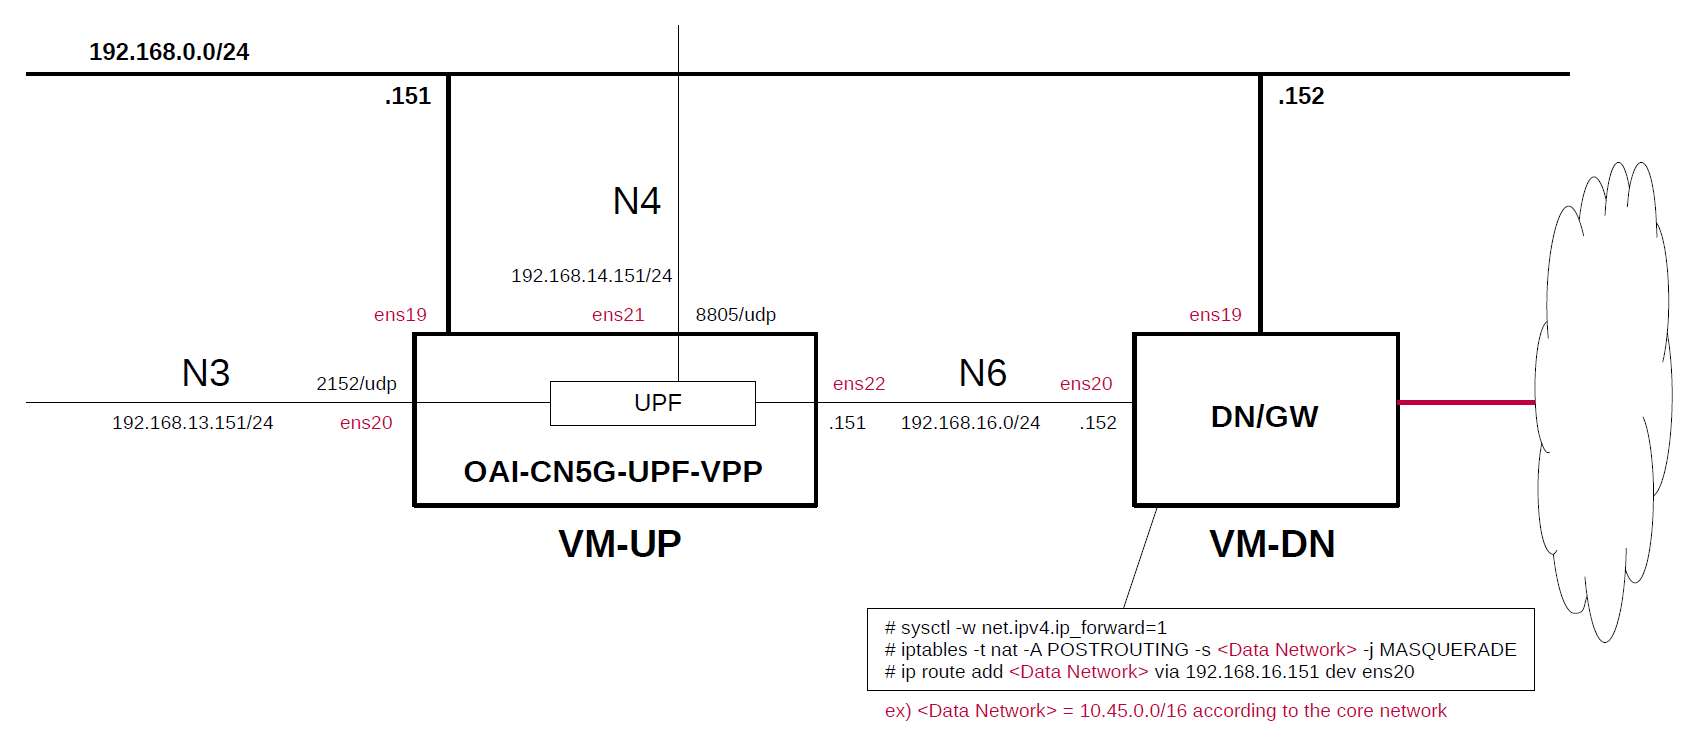 192.168.0.0/24
.151
.152
N4
192.168.14.151/24
ens19
ens21
8805/udp
ens19
N3
2152/udp
ens22
N6
ens20
UPF
DN/GW
192.168.13.151/24
ens20
.151
192.168.16.0/24
.152
OAI-CN5G-UPF-VPP
VM-UP
VM-DN
# sysctl -w net.ipv4.ip_forward=1
# iptables -t nat -A POSTROUTING -s <Data Network> -j MASQUERADE
# ip route add <Data Network> via 192.168.16.151 dev ens20
ex) <Data Network> = 10.45.0.0/16 according to the core network